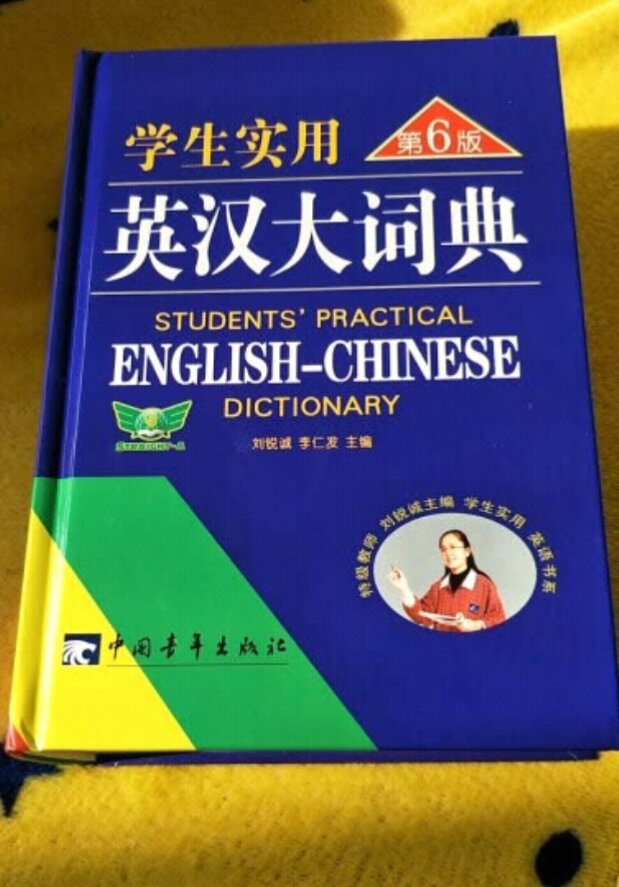 学生实用
第6版
英汉大词典
STUDENTS' PRACTICAL
ENGLISH-CHINESE
DICTIONARY
STRAIGHT-A
刘锐诚 李仁发 主编
特级教师 刘锐诚主编 学生实用 英语书系
中国青年出版社